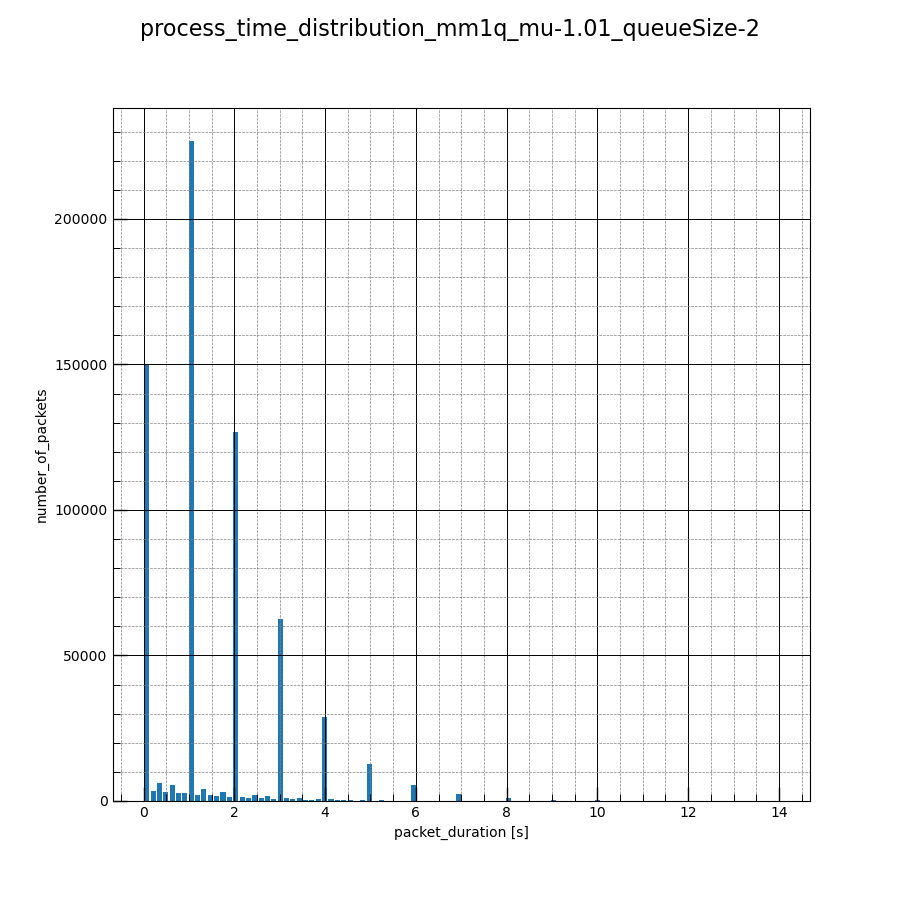 process_time_distribution_mm1q_mu-1.01_queueSize-2
200000
150000
100000
50000
0
number_of_packets
0 2 4 6 8 10 12 14
packet_duration [s]